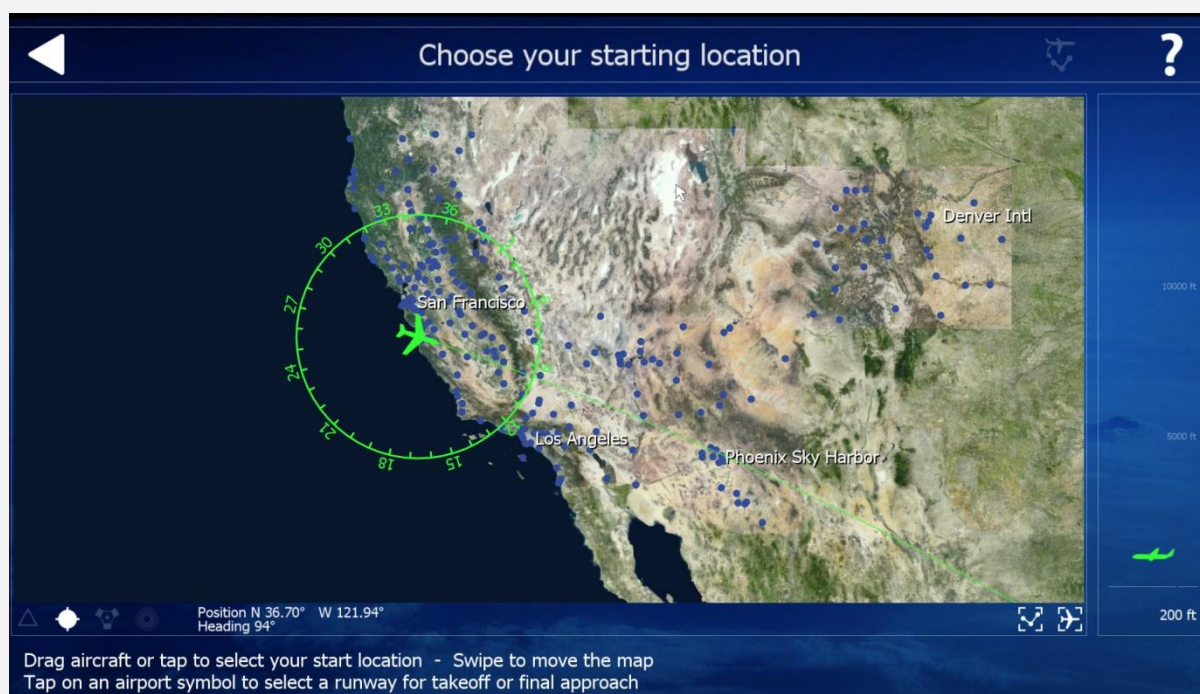 Choose your starting location
?
33
36
30
27
24
21
18
15
San Francisco
Denver Intl
Los Angeles
Phoenix Sky Harbor
10000 ft
5000 ft
200 ft
Position N 36.70° W 121.94°
Heading 94°
Drag aircraft or tap to select your start location - Swipe to move the map
Tap on an airport symbol to select a runway for takeoff or final approach